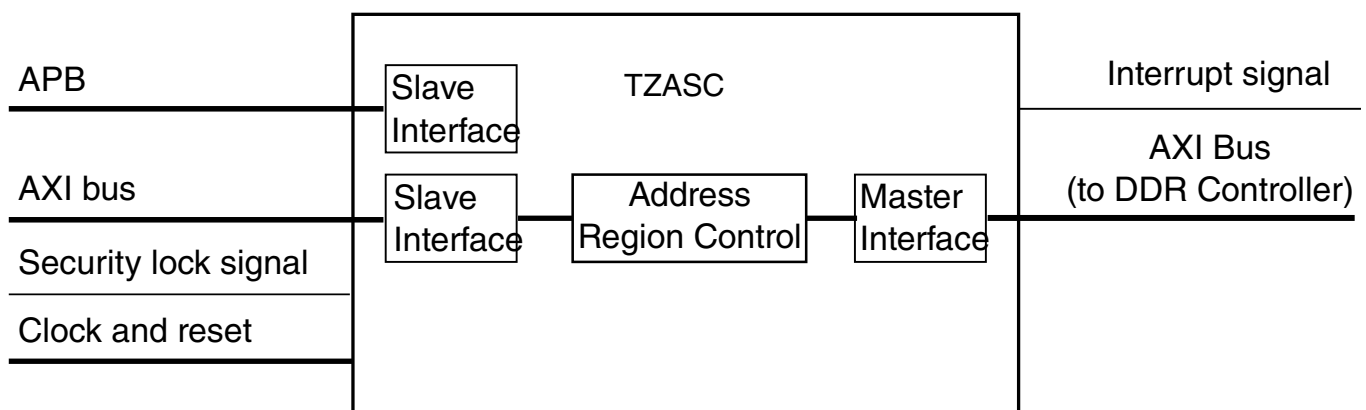 APB
Slave
Interface
TZASC
Interrupt signal
AXI bus
Slave
Interface
Address
Region Control
Master
Interface
AXI Bus
(to DDR Controller)
Security lock signal
Clock and reset